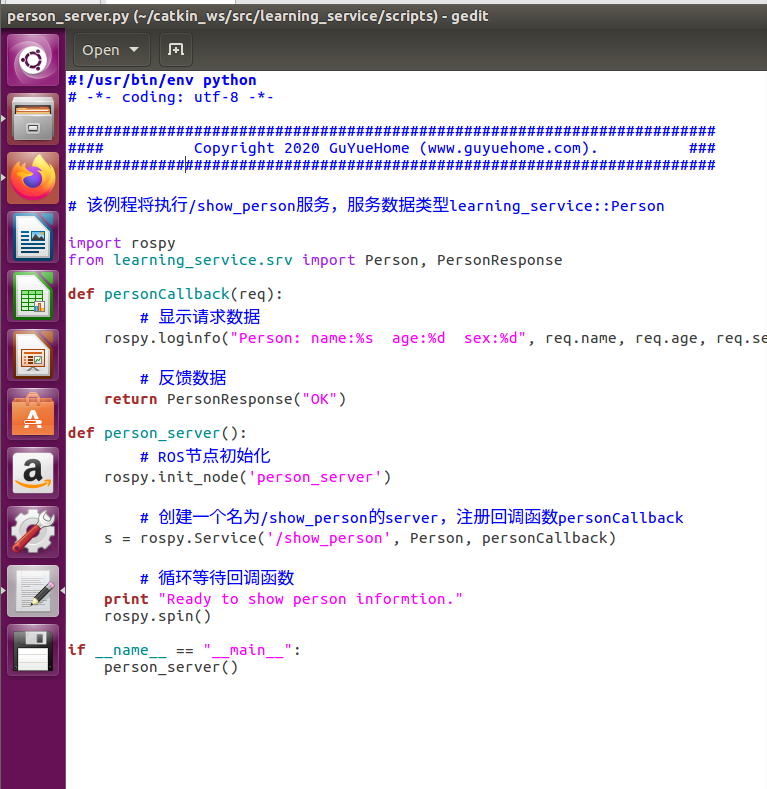 person_server.py (~/catkin_ws/src/learning_service/scripts) - gedit
Open
#!/usr/bin/env python
# -*- coding: utf-8 -*-
########################################################################
####          Copyright 2020 GuYueHome (www.guyuehome.com).          ###
########################################################################
# 该例程将执行/show_person服务，服务数据类型learning_service::Person
import rospy
from learning_service.srv import Person, PersonResponse
def personCallback(req):
        # 显示请求数据
    rospy.loginfo("Person: name:%s  age:%d  sex:%d", req.name, req.age, req.se
        # 反馈数据
    return PersonResponse("OK")
def person_server():
        # ROS节点初始化
    rospy.init_node('person_server')
        # 创建一个名为/show_person的server，注册回调函数personCallback
    s = rospy.Service('/show_person', Person, personCallback)
        # 循环等待回调函数
    print "Ready to show person informtion."
    rospy.spin()
if __name__ == "__main__":
    person_server()